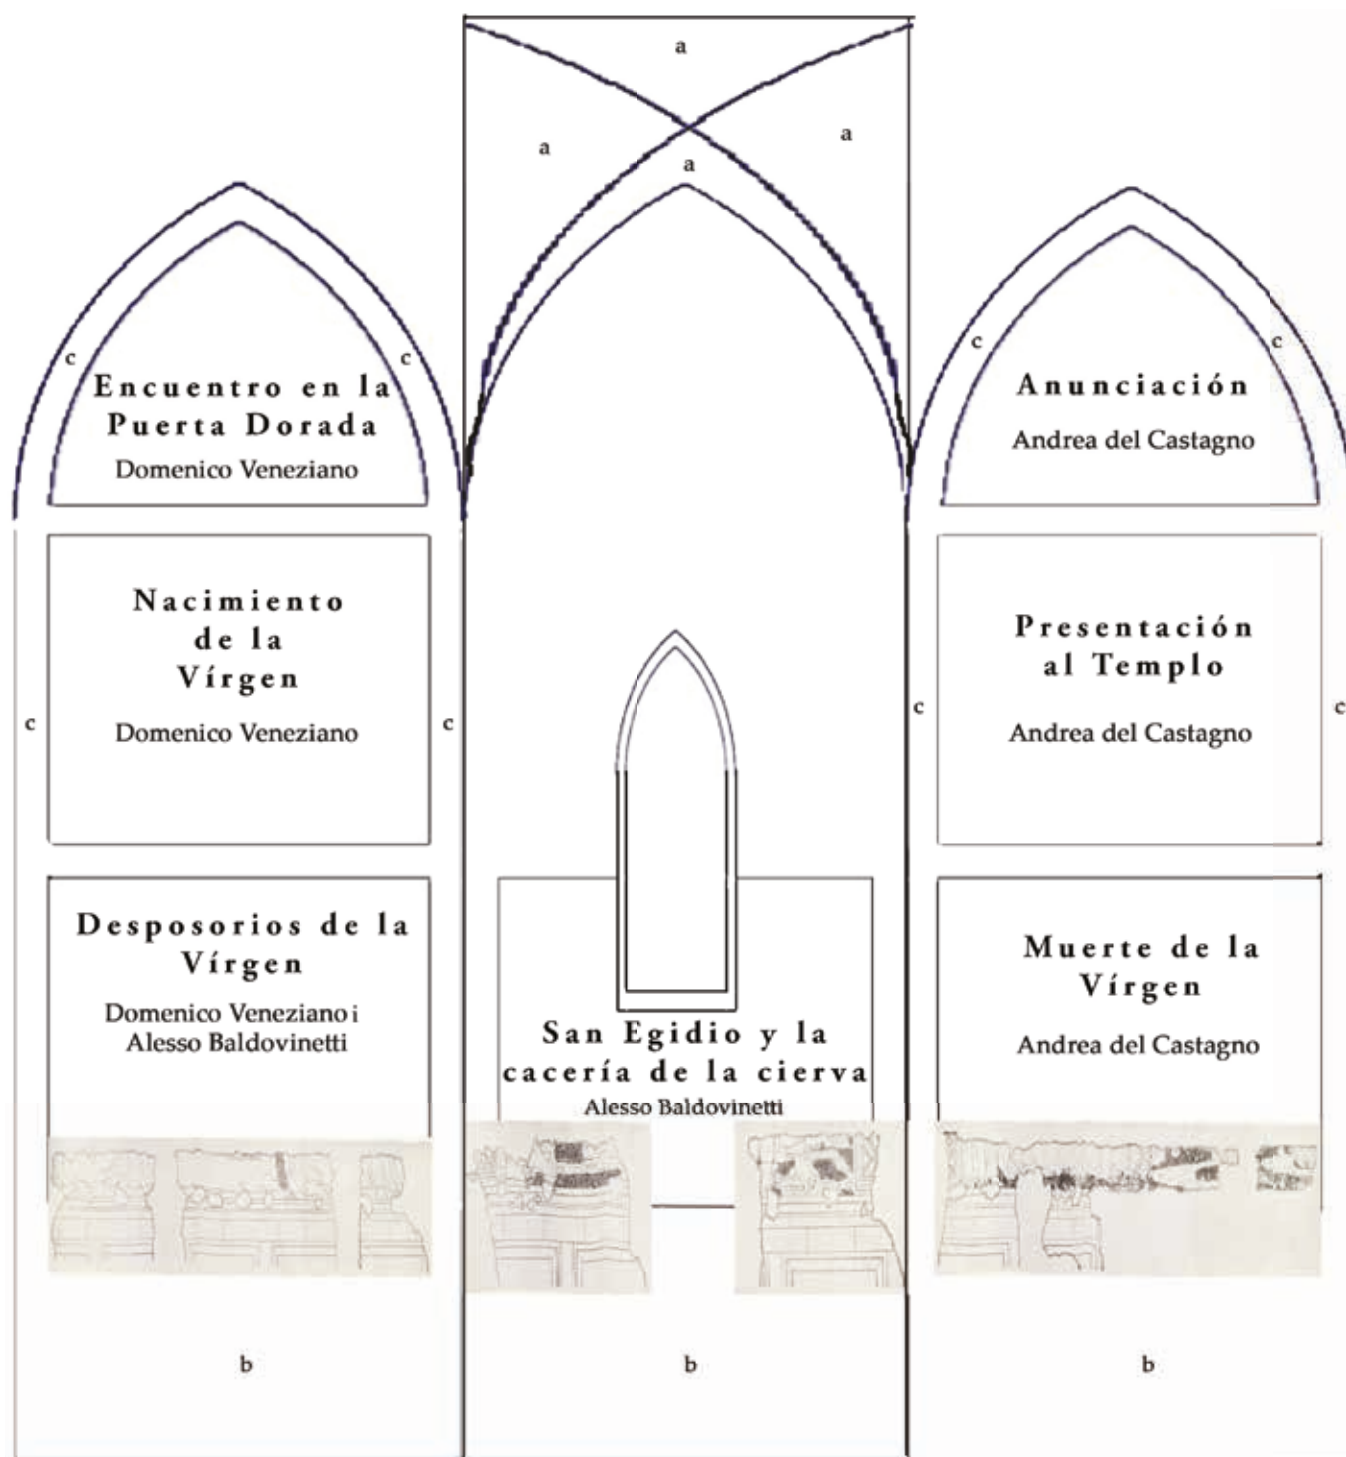 a
a
a
a
c
c
Encuentro en la
Puerta Dorada
Domenico Veneziano
c
c
Anunciación
Andrea del Castagno
Nacimiento
de la
Vírgen
Domenico Veneziano
c
c
Presentación
al Templo
Andrea del Castagno
c
c
Desposorios de la
Vírgen
Domenico Veneziano i
Alesso Baldovinetti
San Egidio y la
cacería de la cierva
Alesso Baldovinetti
Muerte de la
Vírgen
Andrea del Castagno
b
b
b